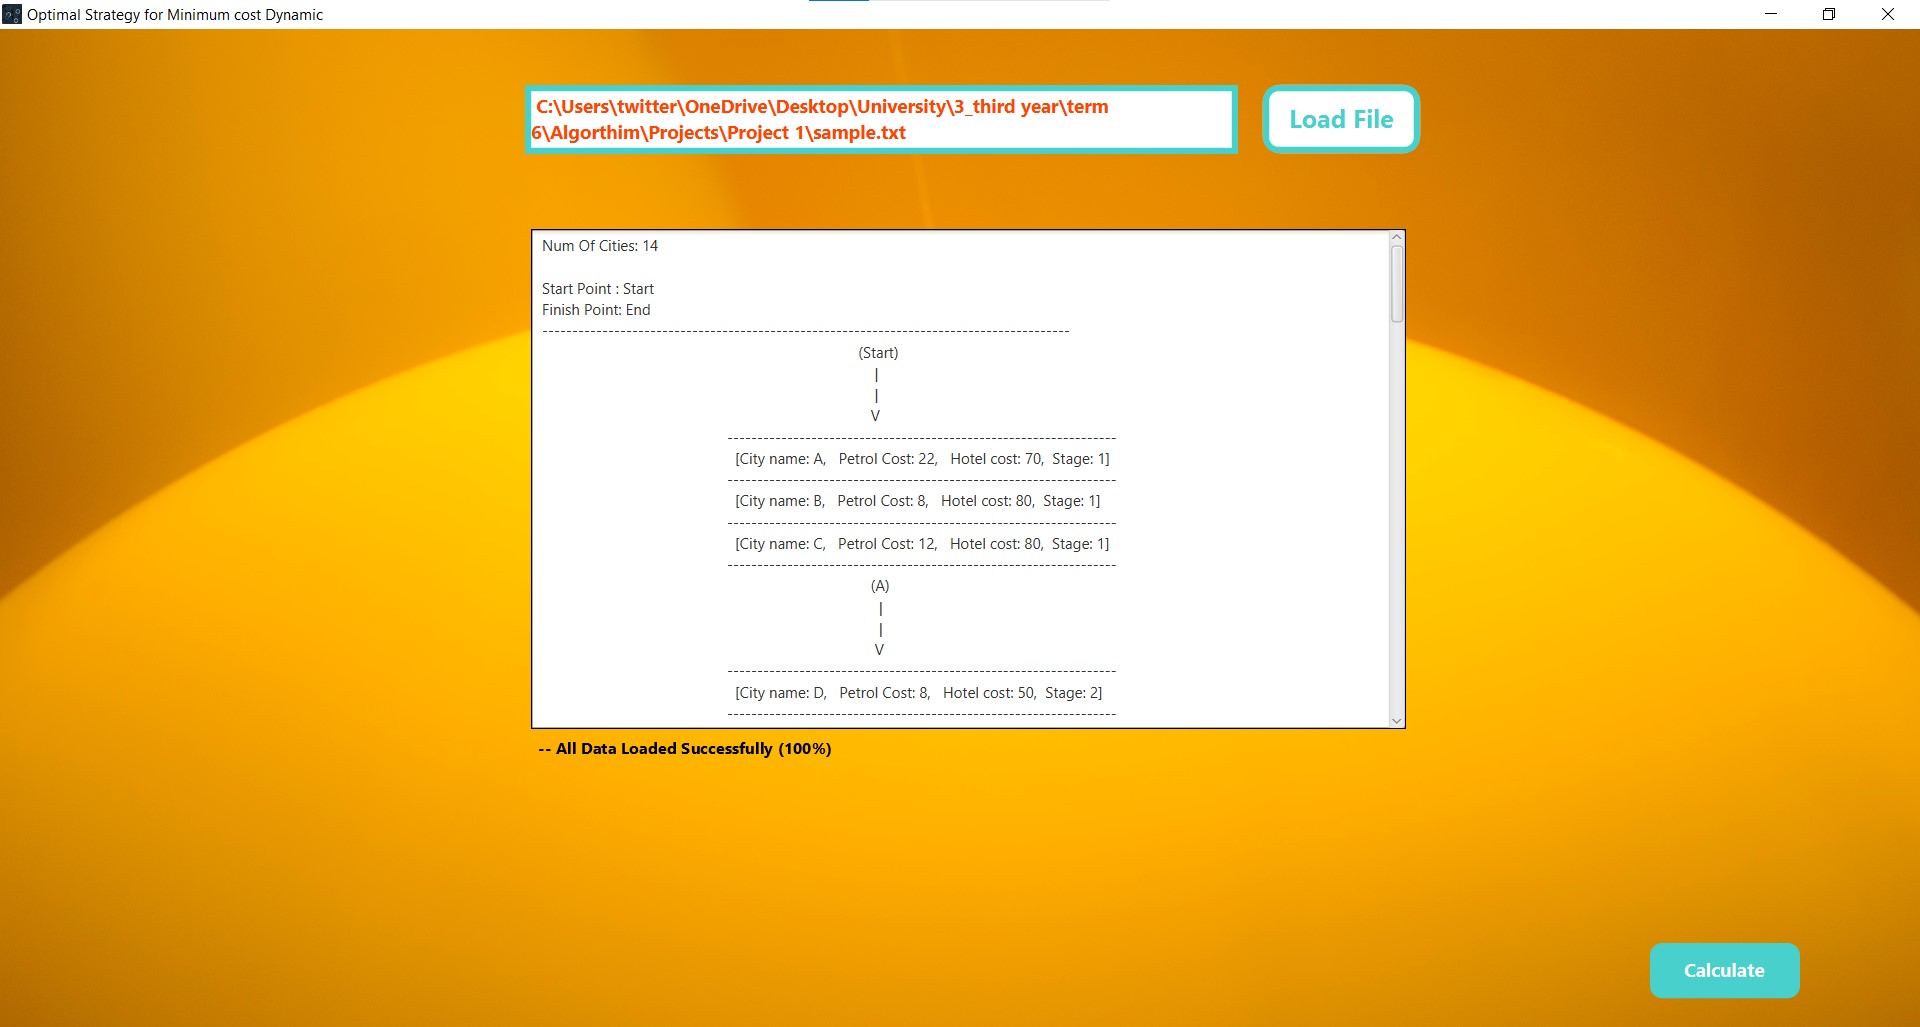 Optimal Strategy for Minimum cost Dynamic
C:\Users\twitter\OneDrive\Desktop\University\3_third year\term
6\Algorthim\Projects\Project 1\sample.txt
Load File
Num Of Cities: 14
Start Point : Start
Finish Point: End
----------------------------------------------------------------------------------------
(Start)
|
|
V
-----------------------------------------------------------------
[City name: A,   Petrol Cost: 22,   Hotel cost: 70,  Stage: 1]
-----------------------------------------------------------------
[City name: B,   Petrol Cost: 8,   Hotel cost: 80,  Stage: 1]
-----------------------------------------------------------------
[City name: C,   Petrol Cost: 12,   Hotel cost: 80,  Stage: 1]
-----------------------------------------------------------------
(A)
|
|
V
-----------------------------------------------------------------
[City name: D,   Petrol Cost: 8,   Hotel cost: 50,  Stage: 2]
-----------------------------------------------------------------
-- All Data Loaded Successfully (100%)
Calculate